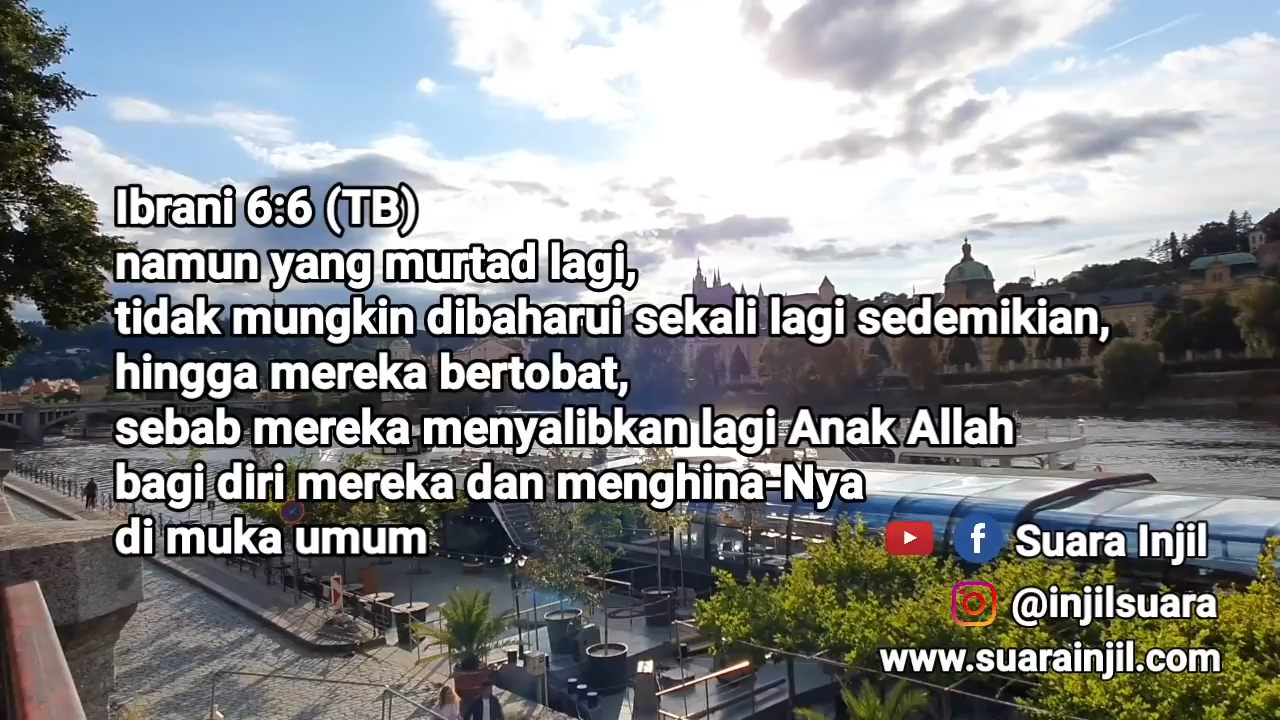 Ibrani 6:6 (TB)
namun yang murtad lagi,
tidak mungkin dibaharui sekali lagi sedemikian,
hingga mereka bertobat,
sebab mereka menyalibkan lagi Anak Allah
bagi diri mereka dan menghina-Nya
di muka umum
Suara Injil
@injilsuara
www.suarainjil.com